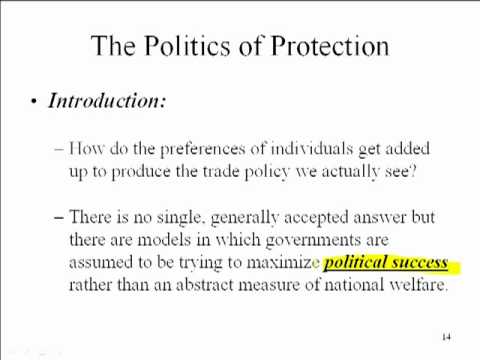 The Politics of Protection
• Introduction:
– How do the preferences of individuals get added
up to produce the trade policy we actually see?
– There is no single, generally accepted answer but
there are models in which governments are
assumed to be trying to maximize political success
rather than an abstract measure of national welfare.
14